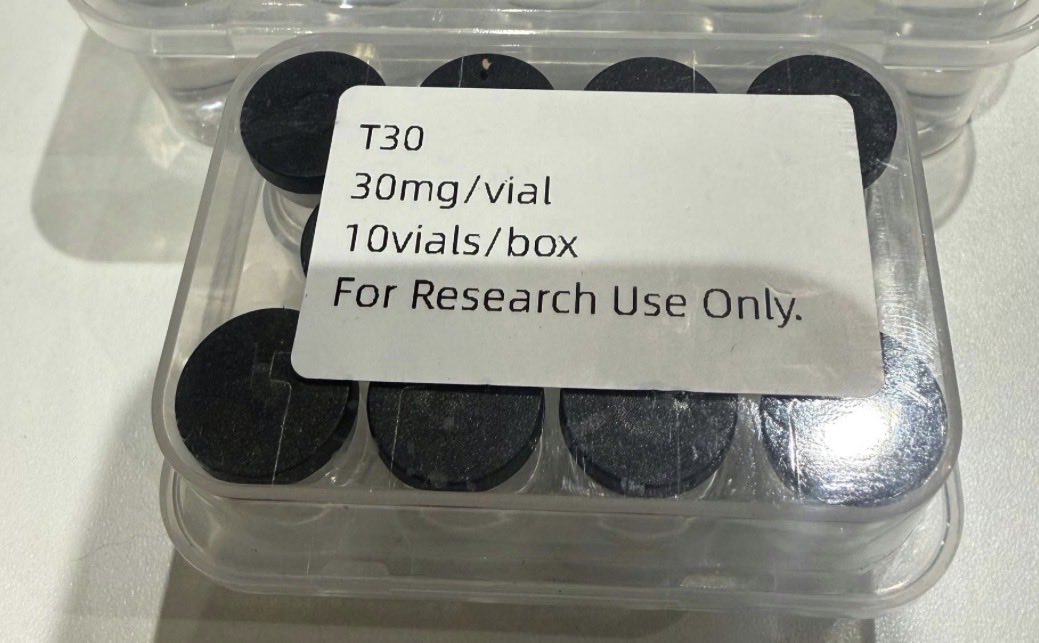 T30
30mg/vial
10vials/box
For Research Use Only.